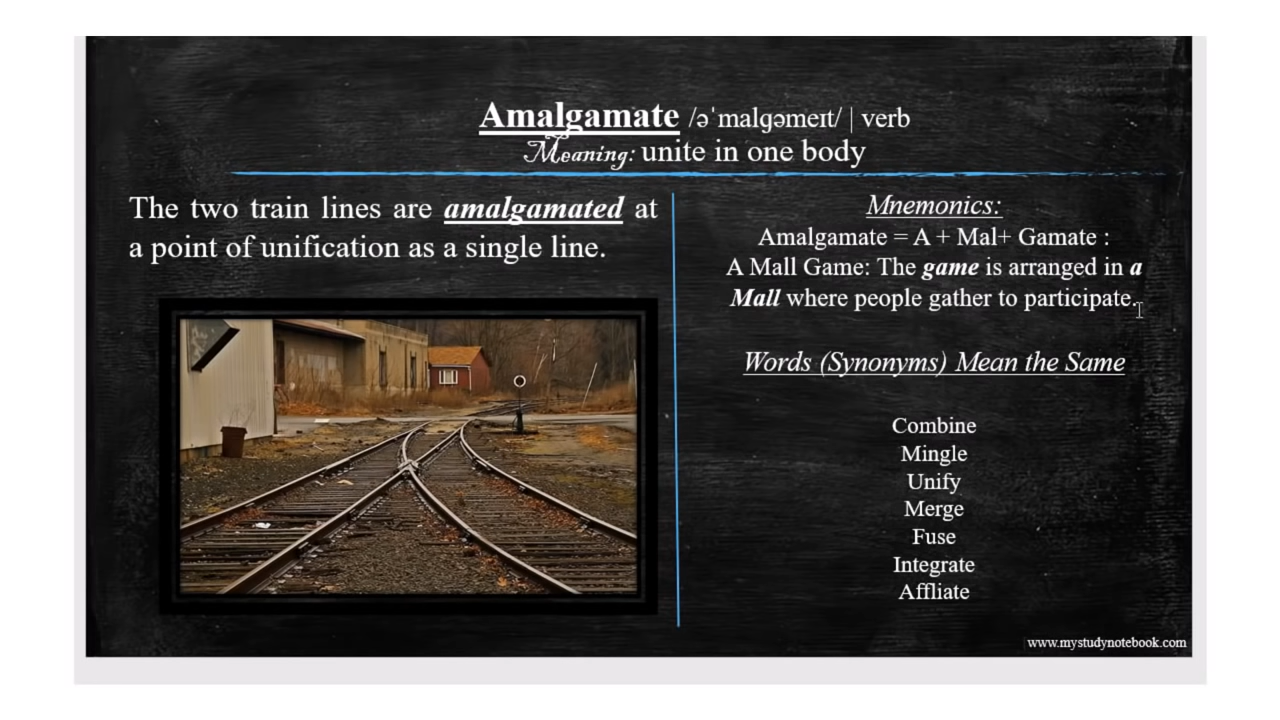 Amalgamate /əˈmalɡəmeɪt/ | verb
Meaning: unite in one body
The two train lines are amalgamated at
a point of unification as a single line.
Mnemonics:
Amalgamate = A + Mal+ Gamate :
A Mall Game: The game is arranged in a
Mall where people gather to participate.
Words (Synonyms) Mean the Same
Combine
Mingle
Unify
Merge
Fuse
Integrate
Affliate
www.mystudynotebook.com